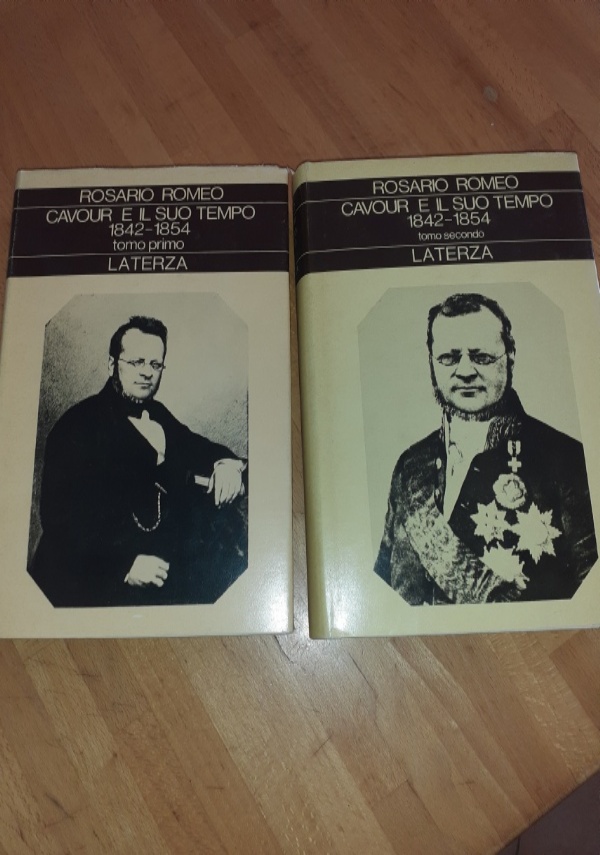 ROSARIO ROMEO
CAVOUR E IL SUO TEMPO
1842-1854
tomo primo
LATERZA
ROSARIO ROMEO
CAVOUR E IL SUO TEMPO
1842-1854
tomo secondo
LATERZA